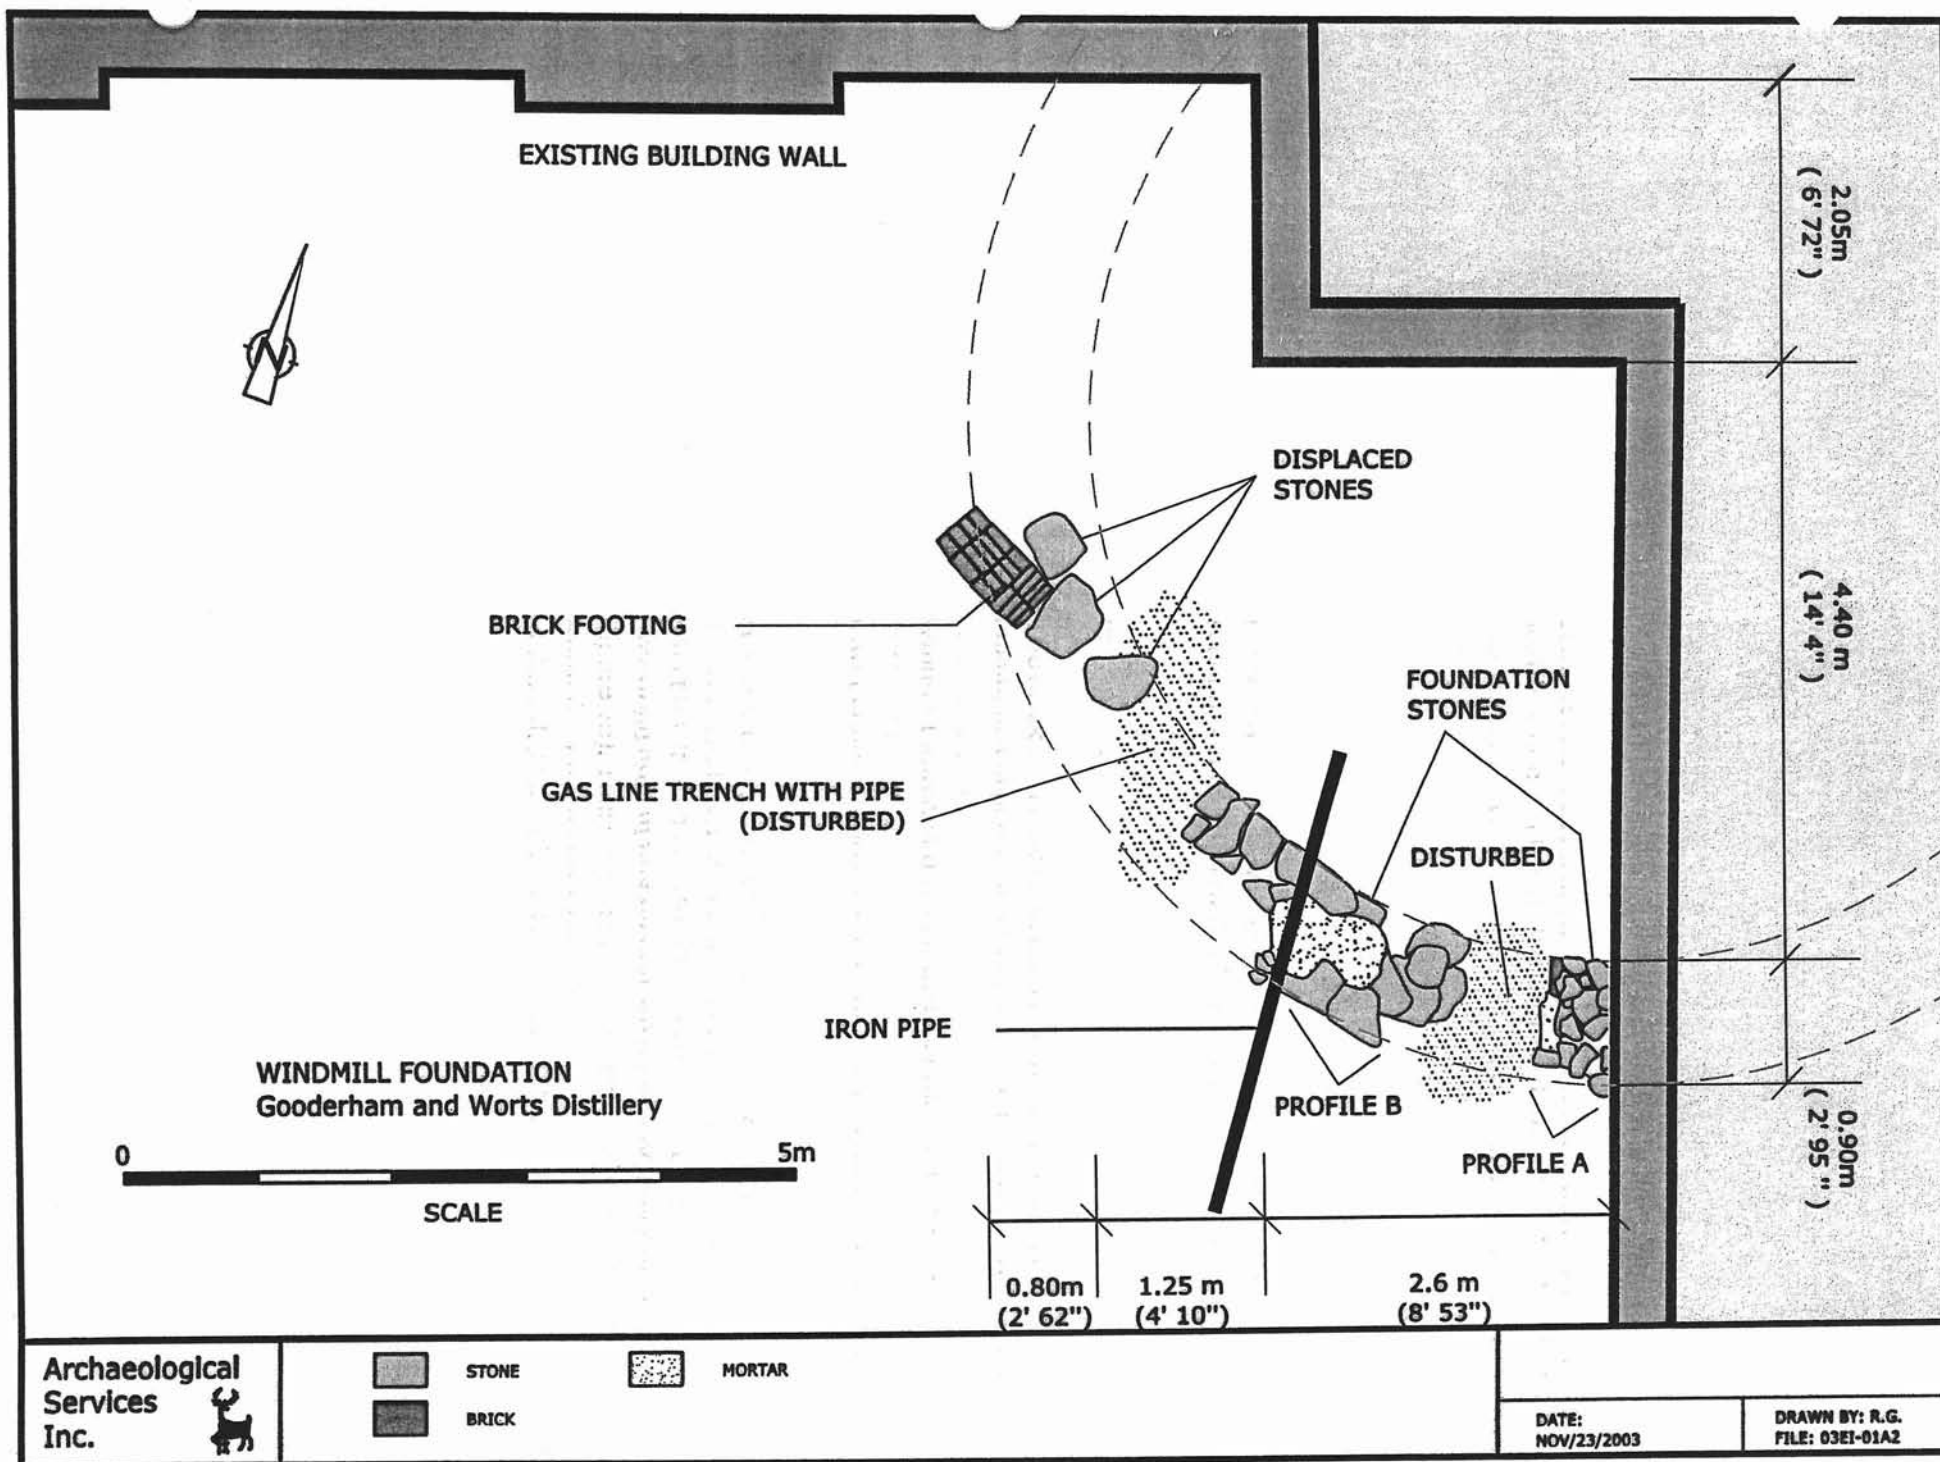 EXISTING BUILDING WALL
2.05m
( 6' 72" )
N
DISPLACED
STONES
BRICK FOOTING
4.40 m
( 14' 4" )
FOUNDATION
STONES
GAS LINE TRENCH WITH PIPE
(DISTURBED)
DISTURBED
IRON PIPE
WINDMILL FOUNDATION
Gooderham and Worts Distillery
PROFILE B
0.90m
( 2' 95 " )
PROFILE A
0
5m
SCALE
0.80m
(2' 62")
1.25 m
(4' 10")
2.6 m
(8' 53")
Archaeological
Services
Inc.
STONE
MORTAR
BRICK
DATE:
NOV/23/2003
DRAWN BY: R.G.
FILE: 03EI-01A2